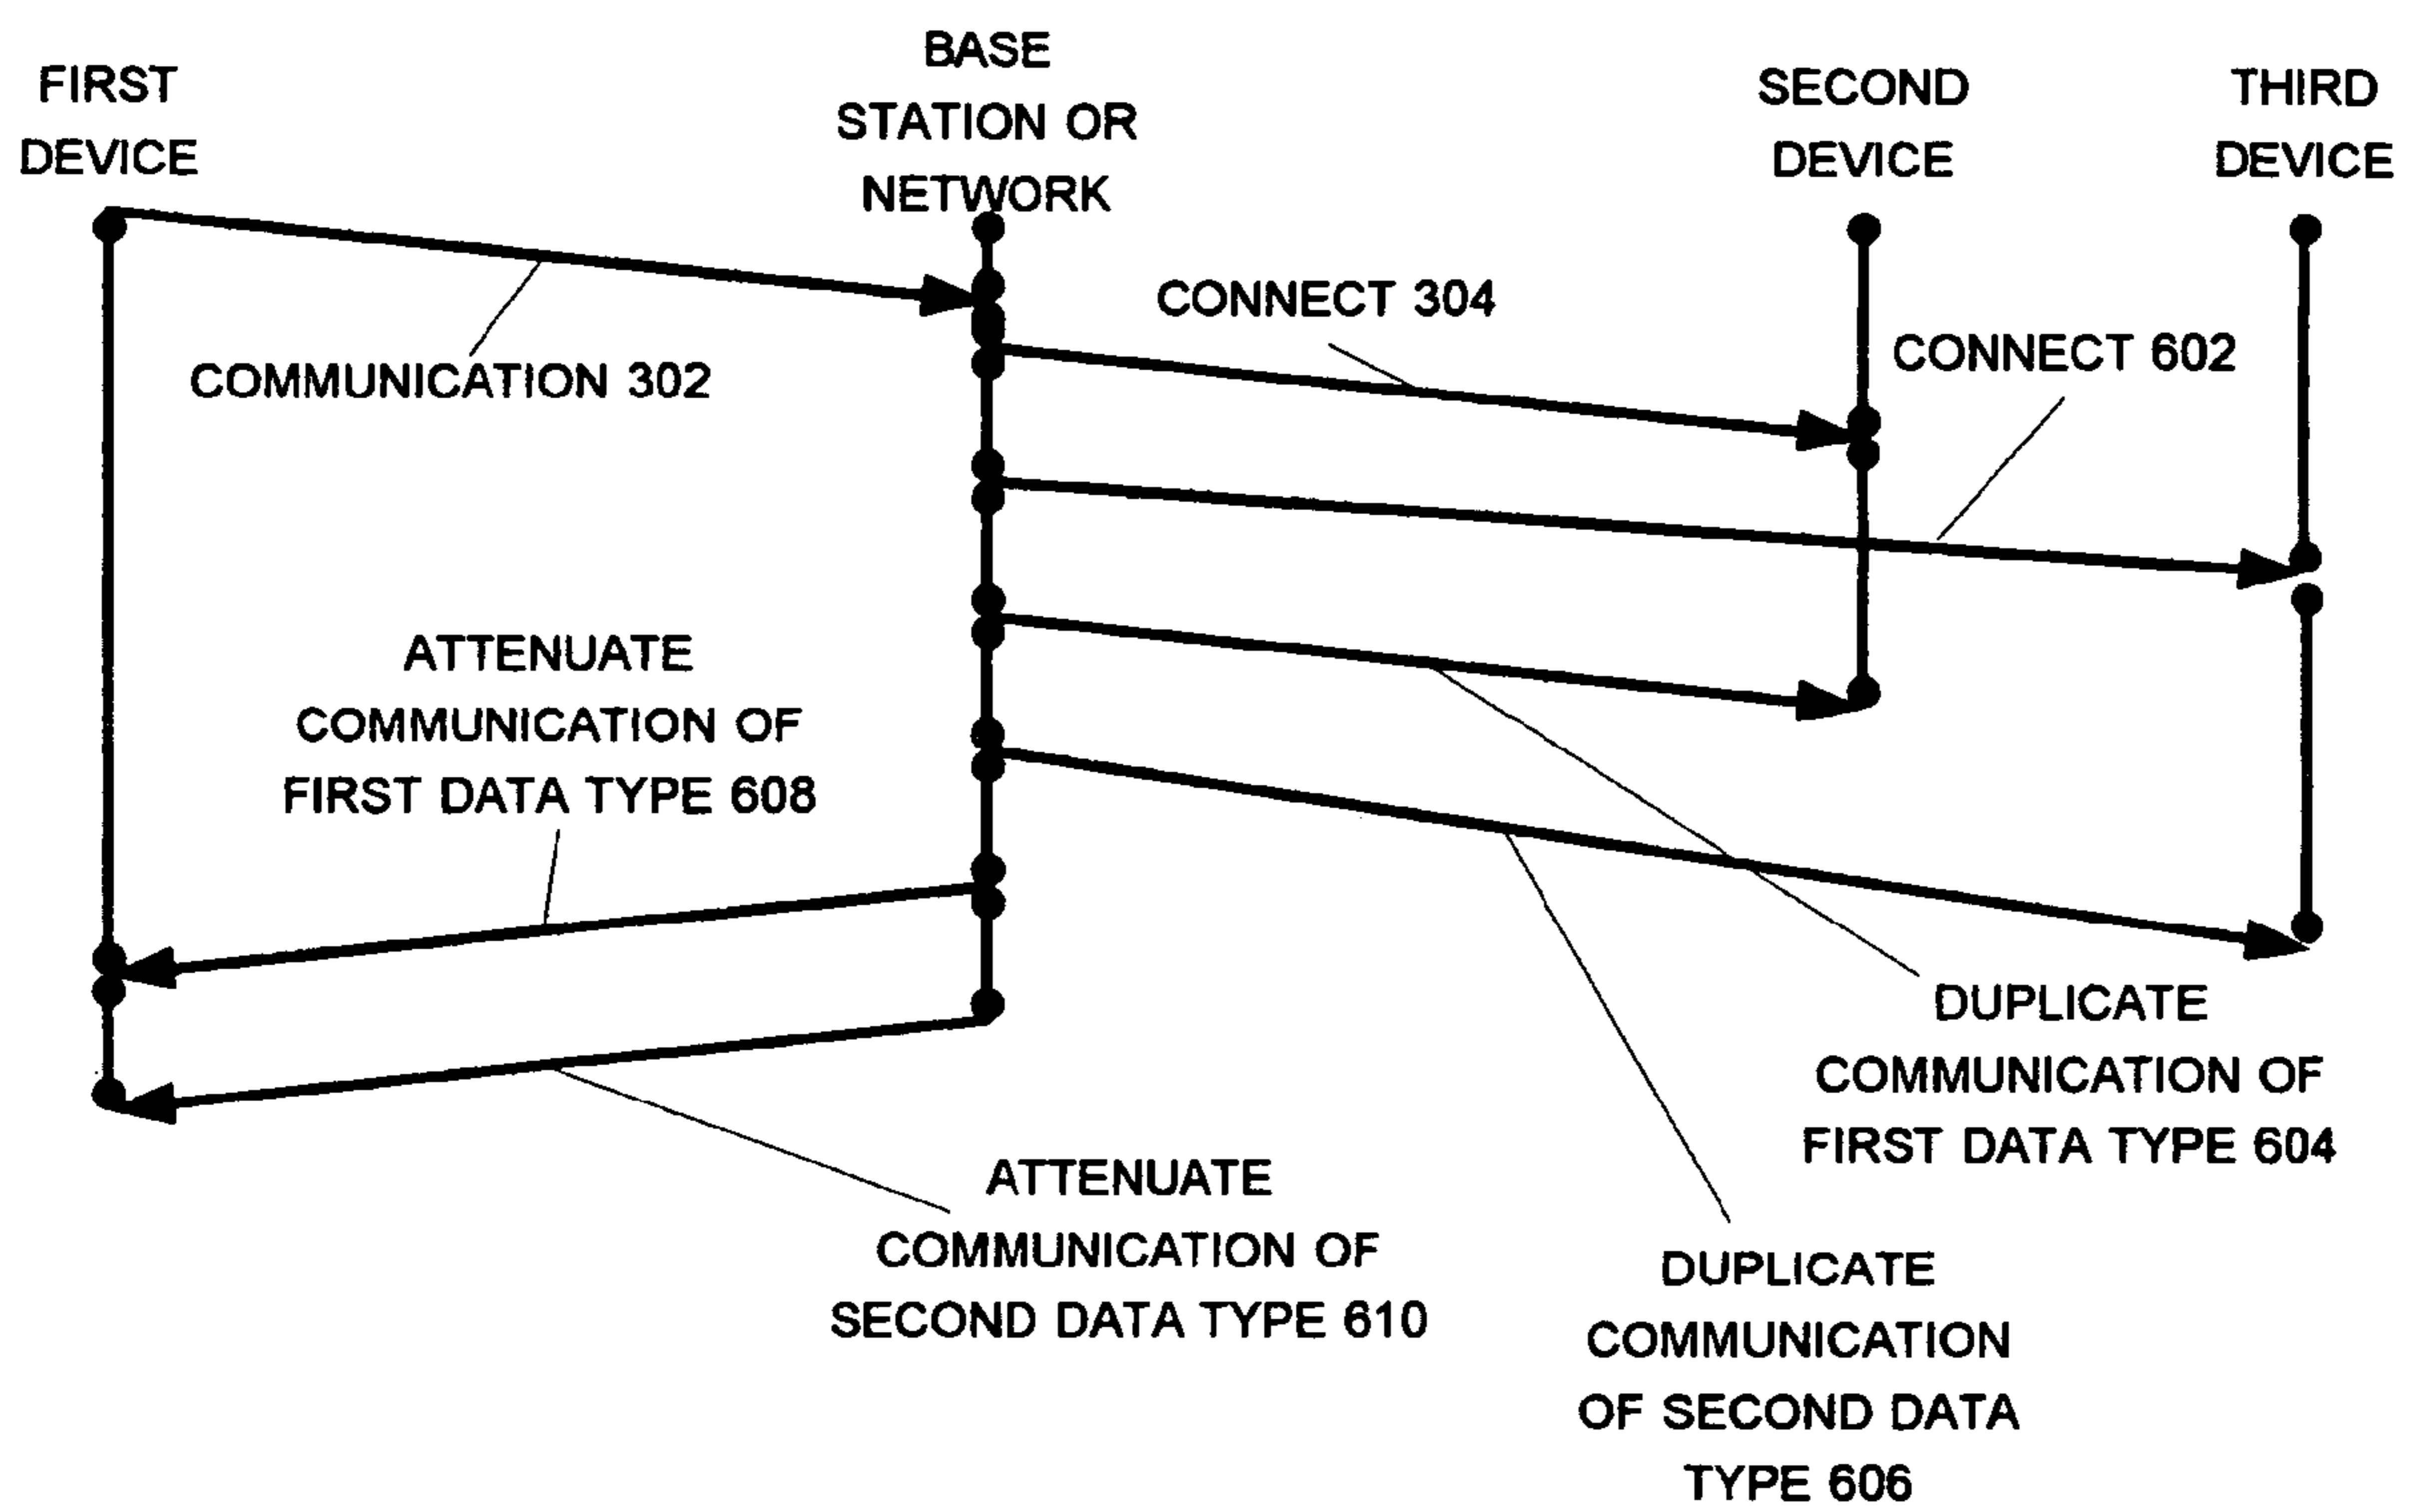 FIRST
DEVICE
BASE
STATION OR
NETWORK
SECOND
DEVICE
THIRD
DEVICE
COMMUNICATION 302
CONNECT 304
CONNECT 602
ATTENUATE
COMMUNICATION OF
FIRST DATA TYPE 608
DUPLICATE
COMMUNICATION OF
FIRST DATA TYPE 604
ATTENUATE
COMMUNICATION OF
SECOND DATA TYPE 610
DUPLICATE
COMMUNICATION
OF SECOND DATA
TYPE 606